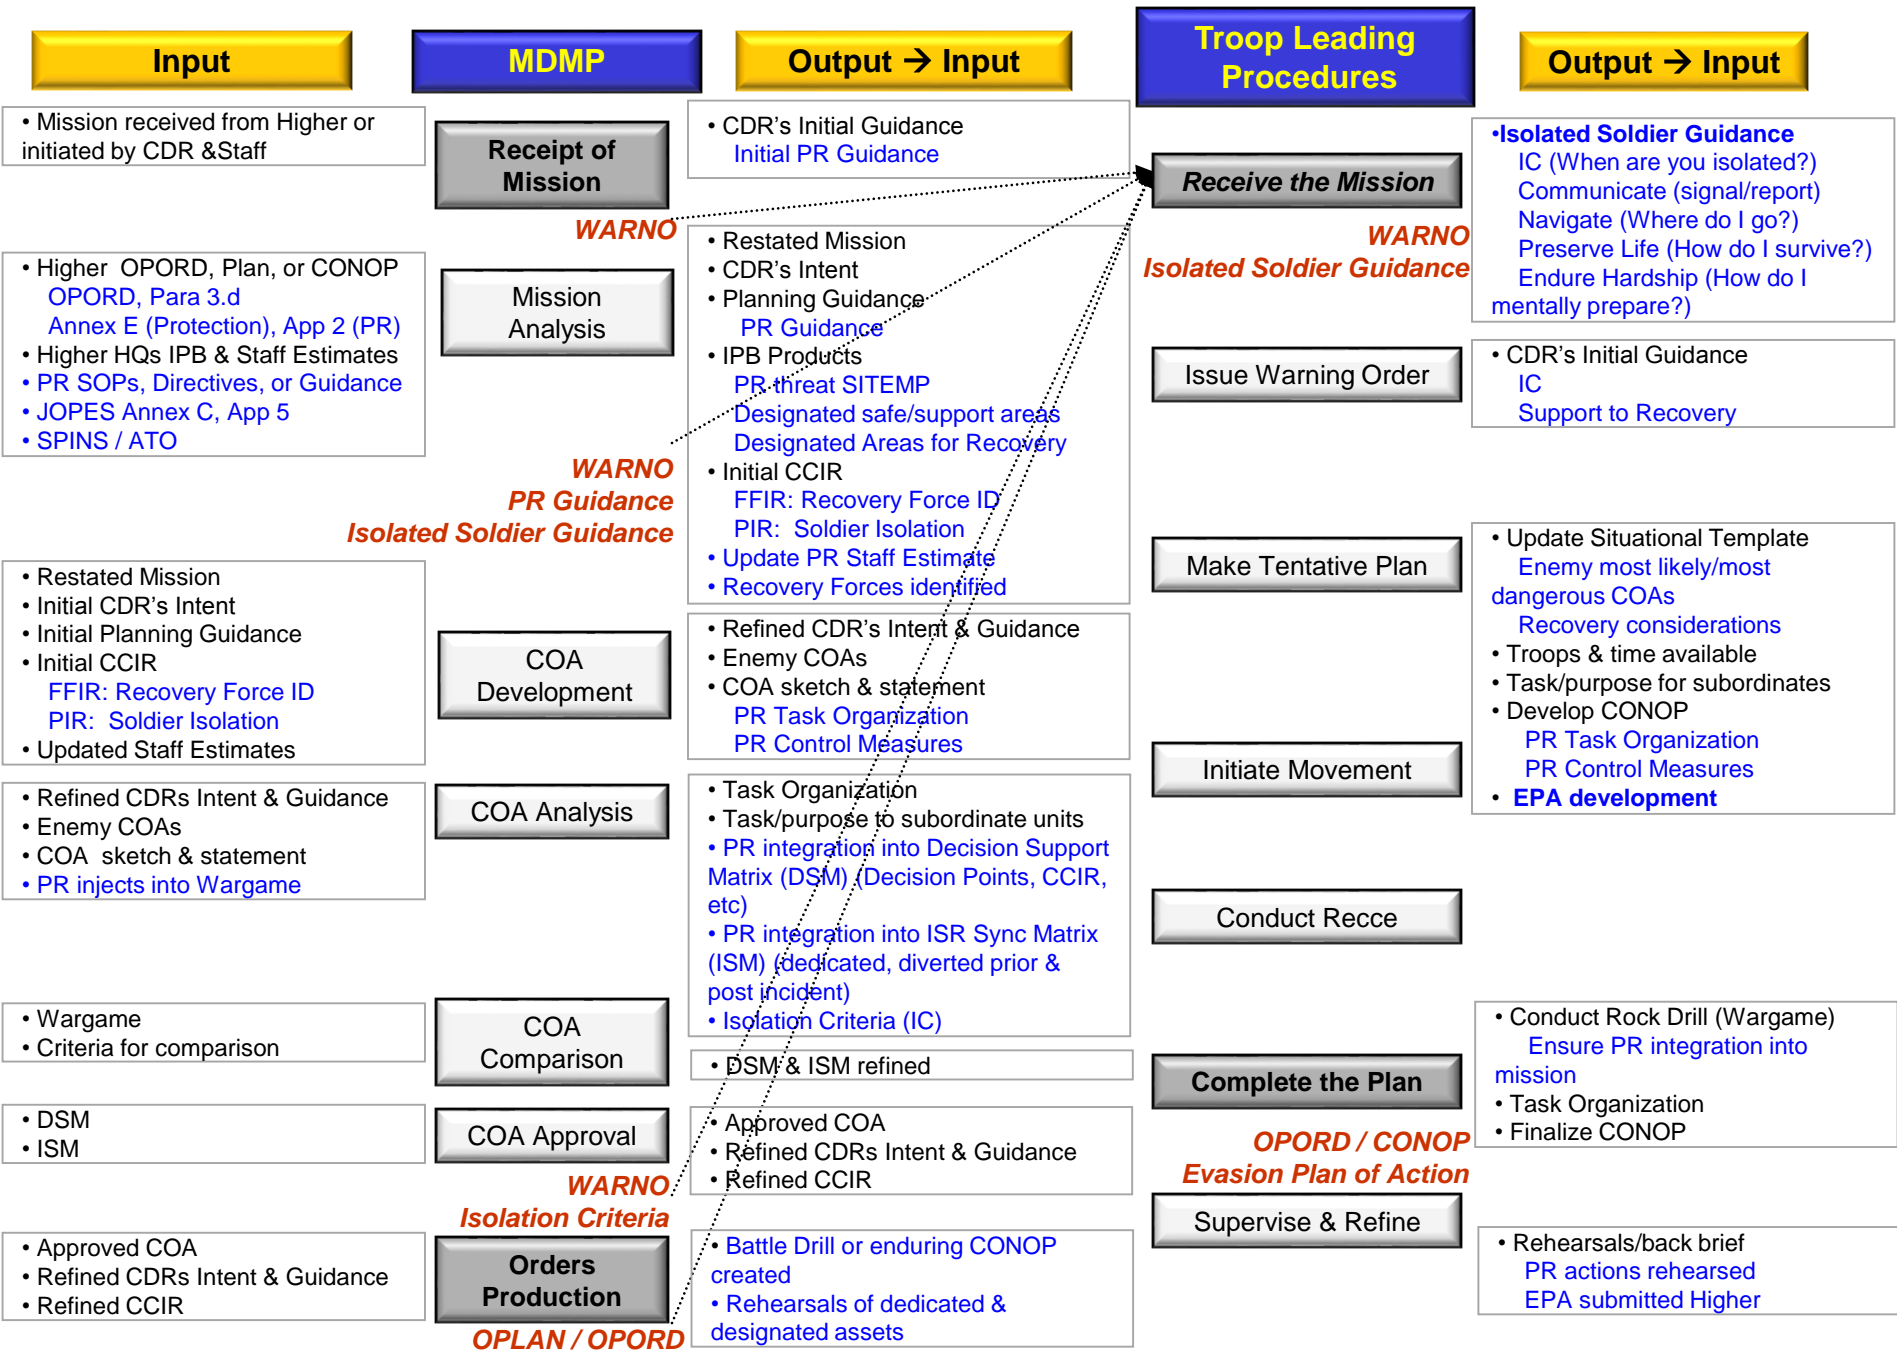 Input
MDMP
Output → Input
Troop Leading
Procedures
Output → Input
• Mission received from Higher or
initiated by CDR &Staff
Receipt of
Mission
WARNO
• CDR's Initial Guidance
Initial PR Guidance
• Higher OPORD, Plan, or CONOP
OPORD, Para 3.d
Annex E (Protection), App 2 (PR)
• Higher HQs IPB & Staff Estimates
• PR SOPs, Directives, or Guidance
• JOPES Annex C, App 5
• SPINS / ATO
Mission
Analysis
WARNO
PR Guidance
Isolated Soldier Guidance
• Restated Mission
• CDR's Intent
• Planning Guidance
PR Guidance
• IPB Products
PR threat SITEMP
Designated safe/support areas
Designated Areas for Recovery
• Initial CCIR
FFIR: Recovery Force ID
PIR: Soldier Isolation
• Update PR Staff Estimate
• Recovery Forces identified
• Restated Mission
• Initial CDR's Intent
• Initial Planning Guidance
• Initial CCIR
FFIR: Recovery Force ID
PIR: Soldier Isolation
• Updated Staff Estimates
COA
Development
• Refined CDR's Intent & Guidance
• Enemy COAs
• COA sketch & statement
PR Task Organization
PR Control Measures
• Refined CDRs Intent & Guidance
• Enemy COAs
• COA sketch & statement
• PR injects into Wargame
COA Analysis
• Task Organization
• Task/purpose to subordinate units
• PR integration into Decision Support
Matrix (DSM) (Decision Points, CCIR,
etc)
• PR integration into ISR Sync Matrix
(ISM) (dedicated, diverted prior &
post incident)
• Isolation Criteria (IC)
• Wargame
• Criteria for comparison
COA
Comparison
• DSM & ISM refined
• DSM
• ISM
COA Approval
WARNO
Isolation Criteria
• Approved COA
• Refined CDRs Intent & Guidance
• Refined CCIR
• Approved COA
• Refined CDRs Intent & Guidance
• Refined CCIR
Orders
Production
OPLAN / OPORD
• Battle Drill or enduring CONOP
created
• Rehearsals of dedicated &
designated assets
Receive the Mission
WARNO
Isolated Soldier Guidance
•Isolated Soldier Guidance
IC (When are you isolated?)
Communicate (signal/report)
Navigate (Where do I go?)
Preserve Life (How do I survive?)
Endure Hardship (How do I
mentally prepare?)
Issue Warning Order
• CDR's Initial Guidance
IC
Support to Recovery
Make Tentative Plan
Initiate Movement
Conduct Recce
• Update Situational Template
Enemy most likely/most
dangerous COAs
Recovery considerations
• Troops & time available
• Task/purpose for subordinates
• Develop CONOP
PR Task Organization
PR Control Measures
• EPA development
Complete the Plan
OPORD / CONOP
Evasion Plan of Action
• Conduct Rock Drill (Wargame)
Ensure PR integration into
mission
• Task Organization
• Finalize CONOP
Supervise & Refine
• Rehearsals/back brief
PR actions rehearsed
EPA submitted Higher